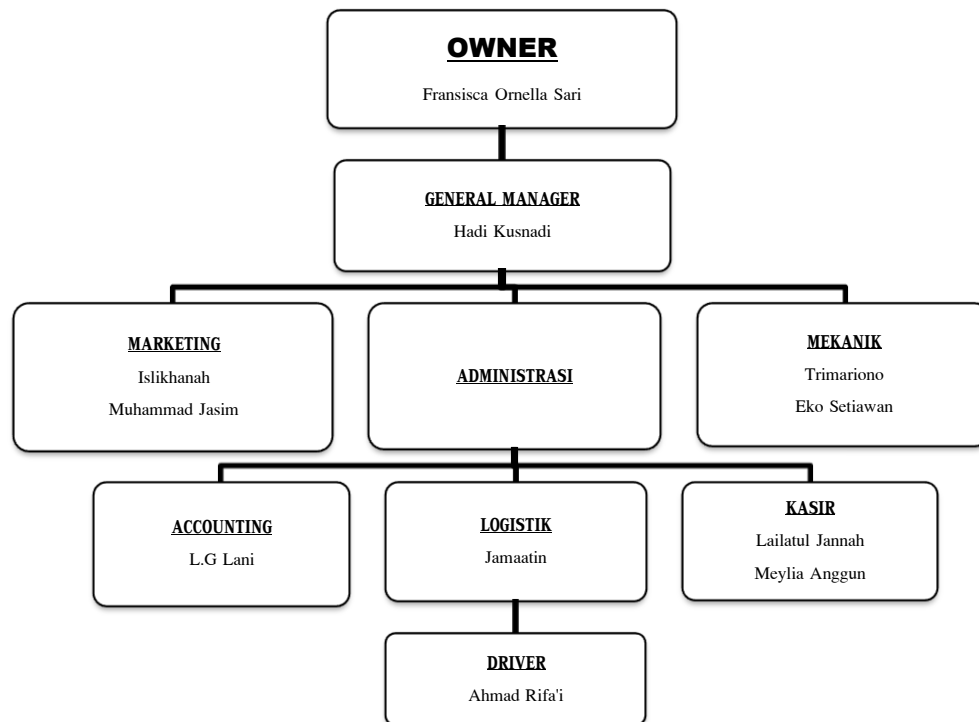 OWNER
Fransisca Ornella Sari
GENERAL MANAGER
Hadi Kusnadi
MARKETING
Islikhanah
Muhammad Jasim
ADMINISTRASI
MEKANIK
Trimariono
Eko Setiawan
ACCOUNTING
L.G Lani
LOGISTIK
Jamaatin
KASIR
Lailatul Jannah
Meylia Anggun
DRIVER
Ahmad Rifa'i